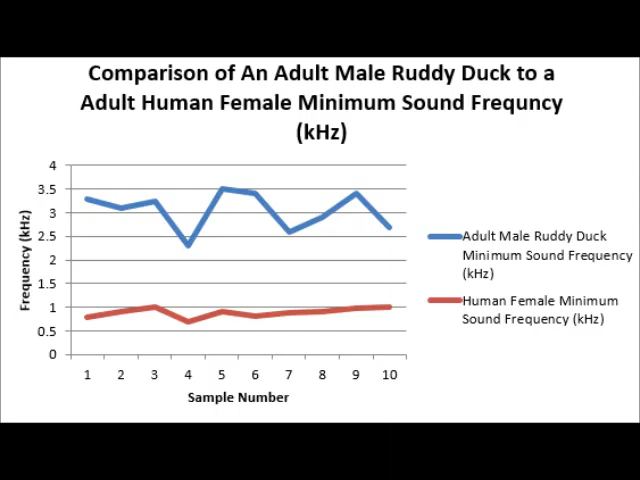 Comparison of An Adult Male Ruddy Duck to a
Adult Human Female Minimum Sound Frequncy
(kHz)
4
3.5
3
2.5
2
1.5
1
0.5
0
Frequency (kHz)
1 2 3 4 5 6 7 8 9 10
Sample Number
Adult Male Ruddy Duck
Minimum Sound Frequency
(kHz)
Human Female Minimum
Sound Frequency (kHz)